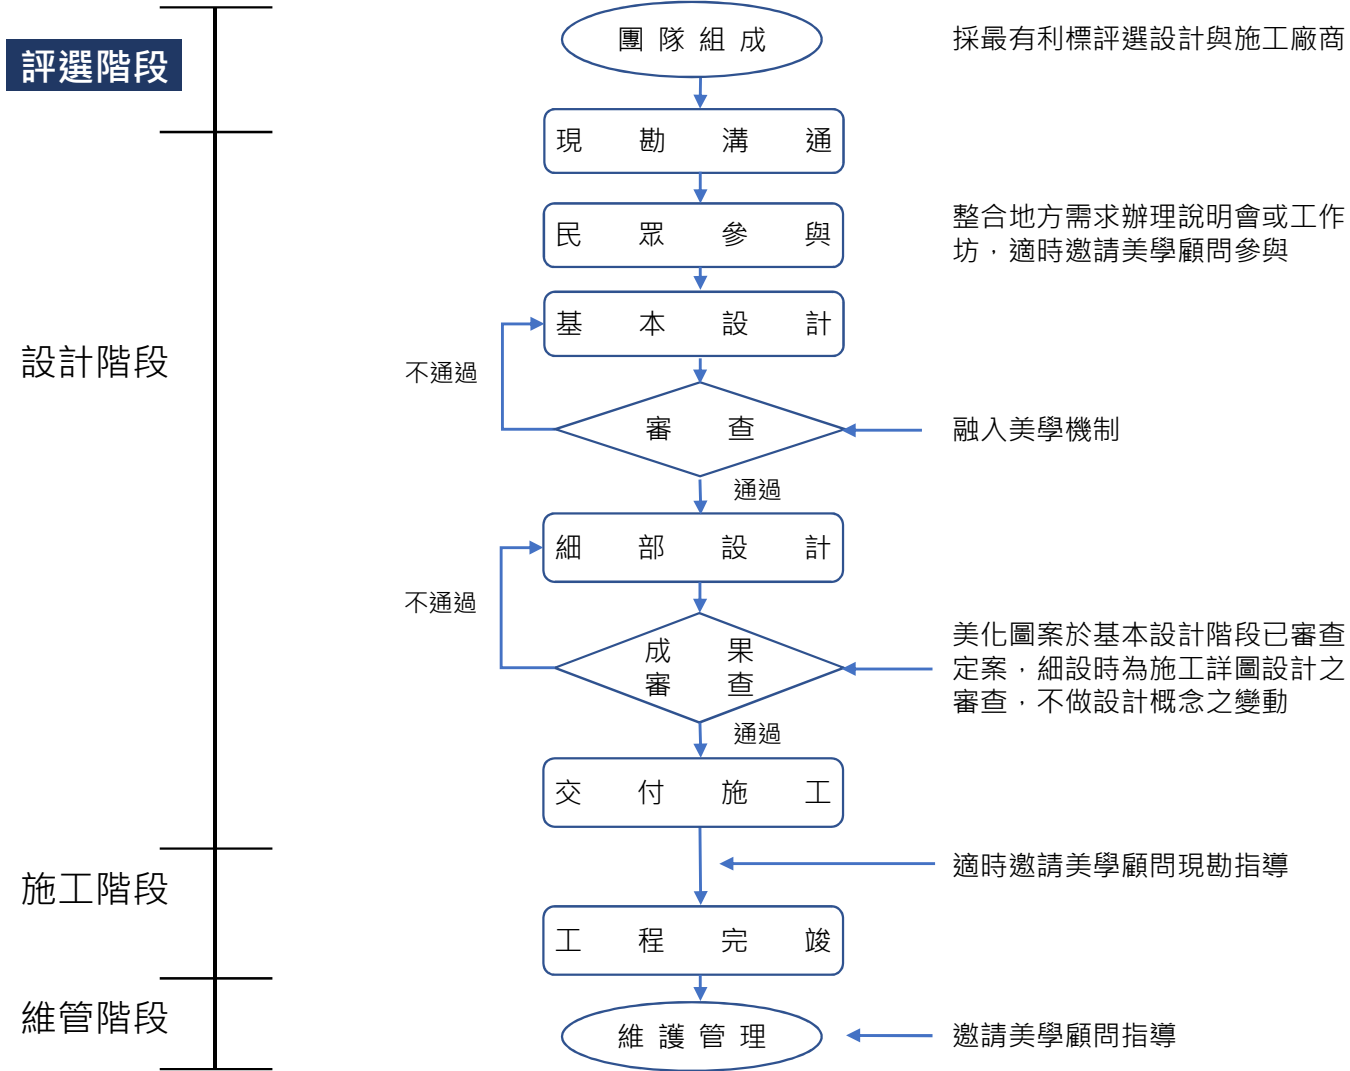 團隊組成
採最有利標評選設計與施工廠商
評選階段
現勘溝通
民眾參與
整合地方需求辦理說明會或工作
坊，適時邀請美學顧問參與
基本設計
設計階段
不通過
審查
融入美學機制
通過
細部設計
不通過
成果
審查
美化圖案於基本設計階段已審查
定案，細設時為施工詳圖設計之
審查，不做設計概念之變動
通過
交付施工
施工階段
適時邀請美學顧問現勘指導
工程完竣
維管階段
維護管理
邀請美學顧問指導